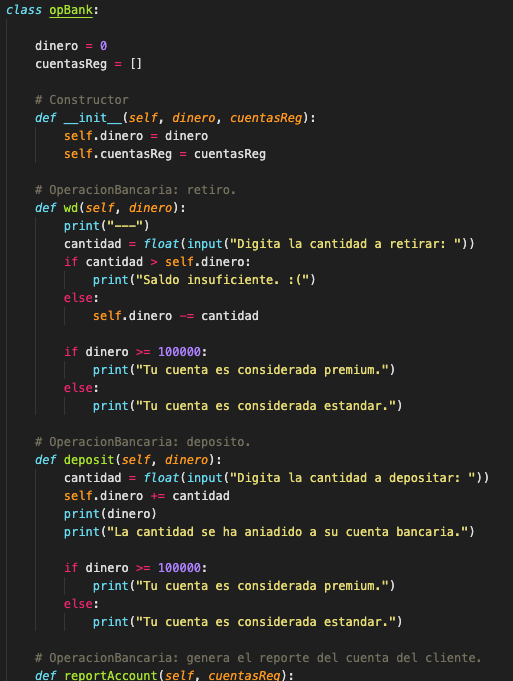 class opBank:
dinero = 0
cuentasReg = []
# Constructor
def __init__(self, dinero, cuentasReg):
self.dinero = dinero
self.cuentasReg = cuentasReg
# OperacionBancaria: retiro.
def wd(self, dinero):
print("---")
cantidad = float(input("Digita la cantidad a retirar: "))
if cantidad > self.dinero:
print("Saldo insuficiente. :(")
else:
self.dinero -= cantidad
if dinero >= 100000:
print("Tu cuenta es considerada premium.")
else:
print("Tu cuenta es considerada estandar.")
# OperacionBancaria: deposito.
def deposit(self, dinero):
cantidad = float(input("Digita la cantidad a depositar: "))
self.dinero += cantidad
print(dinero)
print("La cantidad se ha aniadido a su cuenta bancaria.")
if dinero >= 100000:
print("Tu cuenta es considerada premium.")
else:
print("Tu cuenta es considerada estandar.")
# OperacionBancaria: genera el reporte del cuenta del cliente.
def reportAccount(self, cuentasReg):